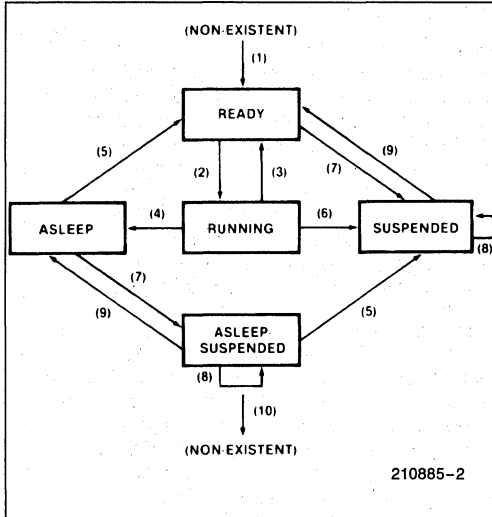 (NON-EXISTENT)
(1)
READY
(5)
(2)
(3)
(7)
(9)
ASLEEP
(4)
RUNNING
(6)
SUSPENDED
(8)
(7)
(9)
ASLEEP
SUSPENDED
(5)
(8)
(10)
(NON-EXISTENT)
210885-2